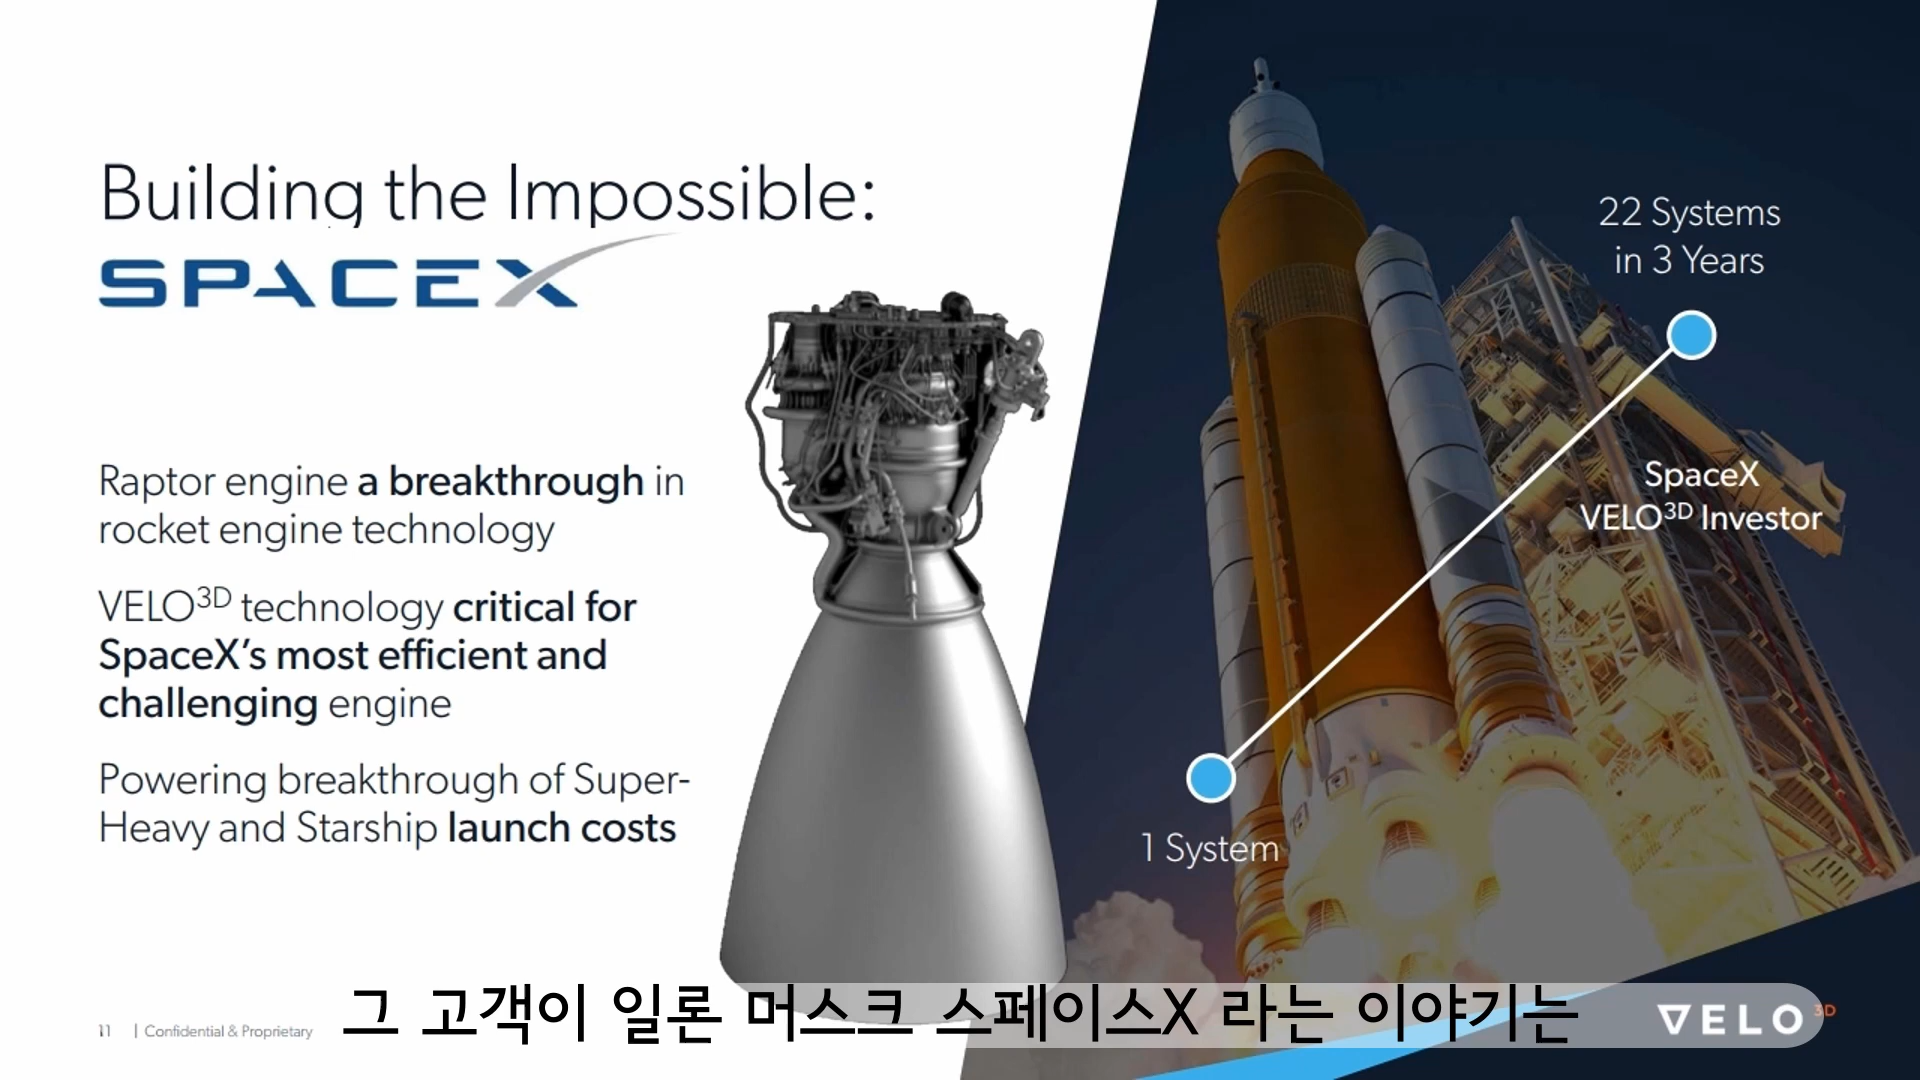 Building the Impossible:
SPACEX
Raptor engine a breakthrough in
rocket engine technology
VELO3D technology critical for
SpaceX's most efficient and
challenging engine
Powering breakthrough of Super-
Heavy and Starship launch costs
22 Systems
in 3 Years
SpaceX
VELO3D Investor
1 System
그 고객이 일론 머스크 스페이스X 라는 이야기는
11 | Confidential & Proprietary
VELO3D